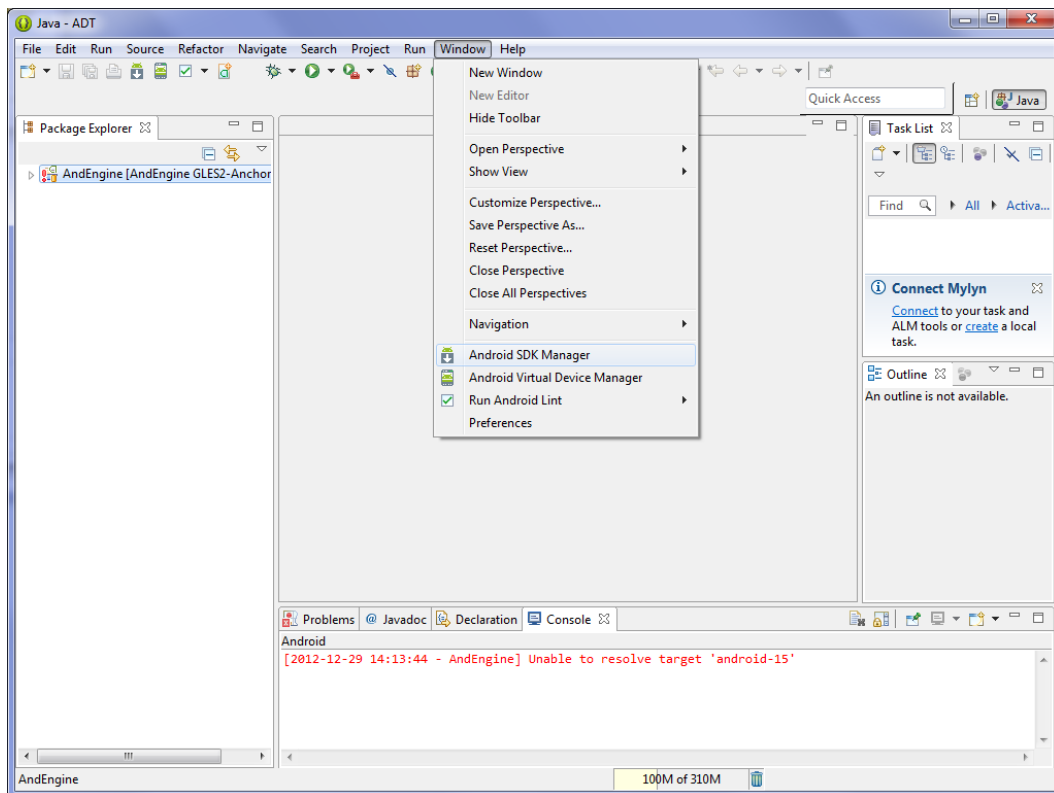 Java - ADT
File Edit Run Source Refactor Navigate Search Project Run Window Help
Quick Access
Java
New Window
New Editor
Hide Toolbar
Open Perspective
Show View
Customize Perspective...
Save Perspective As...
Reset Perspective...
Close Perspective
Close All Perspectives
Navigation
Android SDK Manager
Android Virtual Device Manager
Run Android Lint
Preferences
Package Explorer
AndEngine [AndEngine GLES2-Anchor
Task List
Find All Activa...
Connect Mylyn
Connect to your task and
ALM tools or create a local
task.
Outline
An outline is not available.
Problems @ Javadoc Declaration Console
Android
[2012-12-29 14:13:44 - AndEngine] Unable to resolve target 'android-15'
AndEngine
100M of 310M